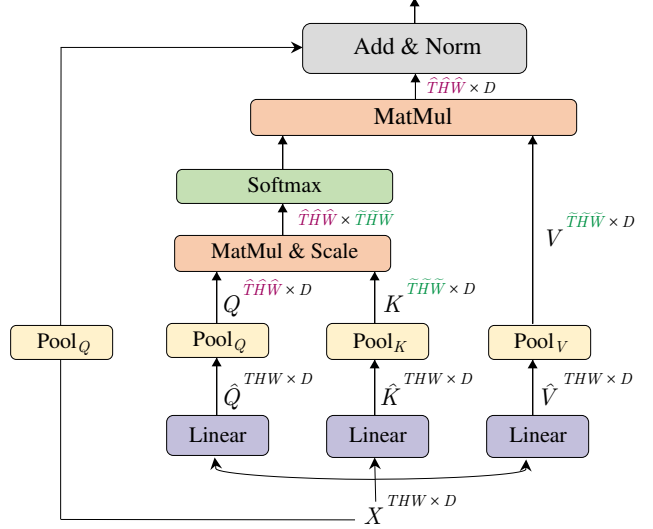 Add & Norm
T̂ĤŴ × D
MatMul
Softmax
T̂ĤŴ × T̃H̃W̃
V T̃H̃W̃ × D
MatMul & Scale
Q T̂ĤŴ × D
K T̃H̃W̃ × D
Pool_Q
Pool_Q
Pool_K
Pool_V
Q̂ THW × D
K̂ THW × D
V̂ THW × D
Linear
Linear
Linear
X THW × D